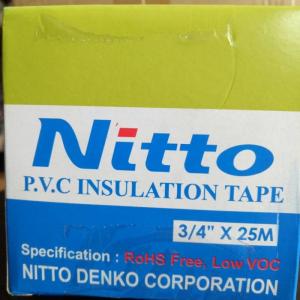 Nitto
P.V.C INSULATION TAPE
3/4" X 25M
Specification : RoHS Free, Low VOC
NITTO DENKO CORPORATION